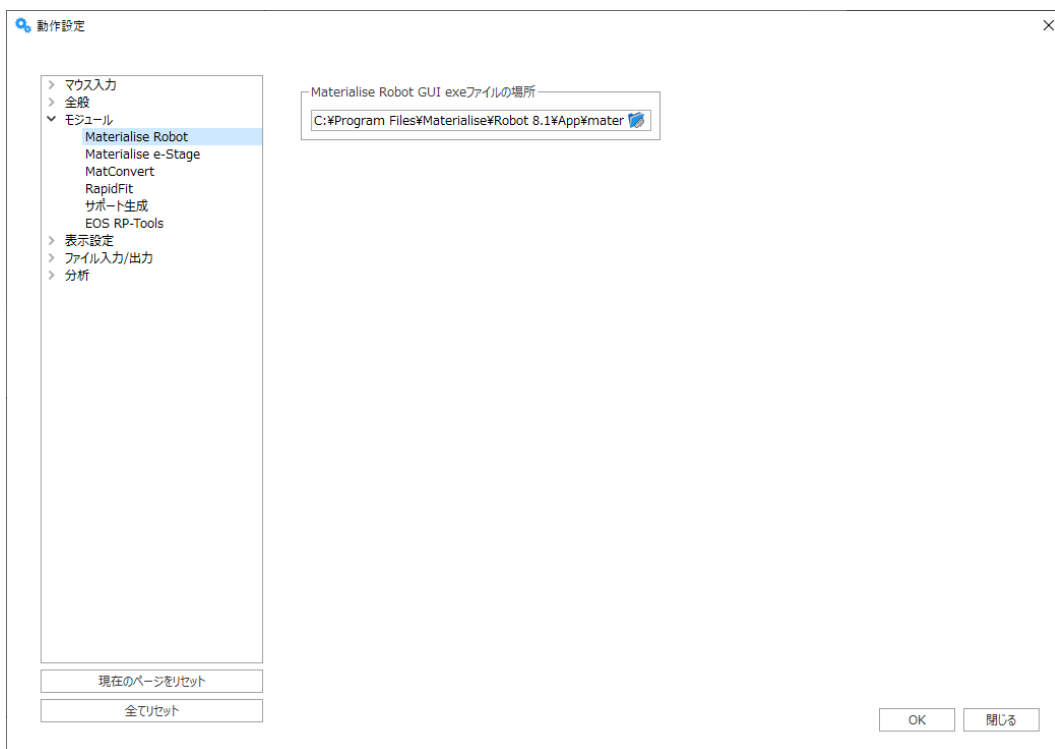 動作設定
マウス入力
全般
モジュール
Materialise Robot
Materialise e-Stage
MatConvert
RapidFit
サポート生成
EOS RP-Tools
表示設定
ファイル入力/出力
分析
Materialise Robot GUI exeファイルの場所
C:¥Program Files¥Materialise¥Robot 8.1¥App¥mater
現在のページをリセット
全てリセット
OK
閉じる